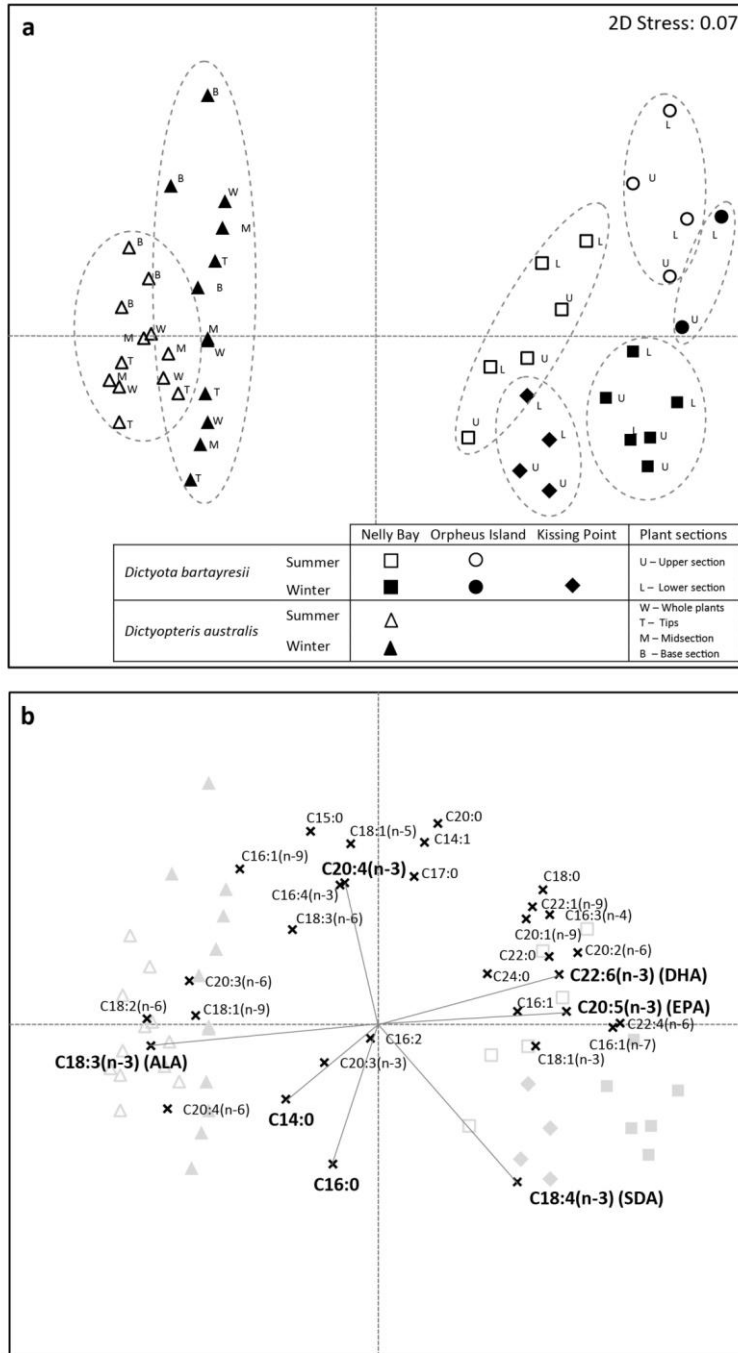 a
2D Stress: 0.07
B
L
B
U
W
L
M
L
L
B
T
U
L
B
B
U
B
U
W
M
M
W
L
M
L
U
T
M
W
T
T
L
W
W
U
L
L
U
T
U
L
M
U
U
T
U
U
Nelly Bay Orpheus Island Kissing Point Plant sections
Dictyota bartayresii Summer U – Upper section
Winter L – Lower section
Dictyopteris australis Summer W – Whole plants
T – Tips
Winter M – Midsection
B – Base section
b
C15:0
C20:0
C18:1(n-5)
C14:1
C16:1(n-9)
C20:4(n-3)
C17:0
C18:0
C16:4(n-3)
C22:1(n-9)
C16:3(n-4)
C18:3(n-6)
C20:1(n-9)
C22:0
C20:2(n-6)
C20:3(n-6)
C24:0
C22:6(n-3) (DHA)
C18:2(n-6)
C18:1(n-9)
C16:1
C20:5(n-3) (EPA)
C22:4(n-6)
C16:2
C16:1(n-7)
C18:3(n-3) (ALA)
C20:3(n-3)
C18:1(n-3)
C20:4(n-6)
C14:0
C16:0
C18:4(n-3) (SDA)